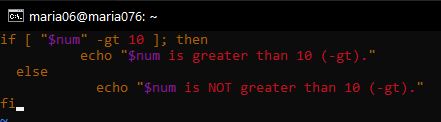 maria06@maria076: ~
if [ "$num" -gt 10 ]; then
echo "$num is greater than 10 (-gt)."
else
echo "$num is NOT greater than 10 (-gt)."
fi
~